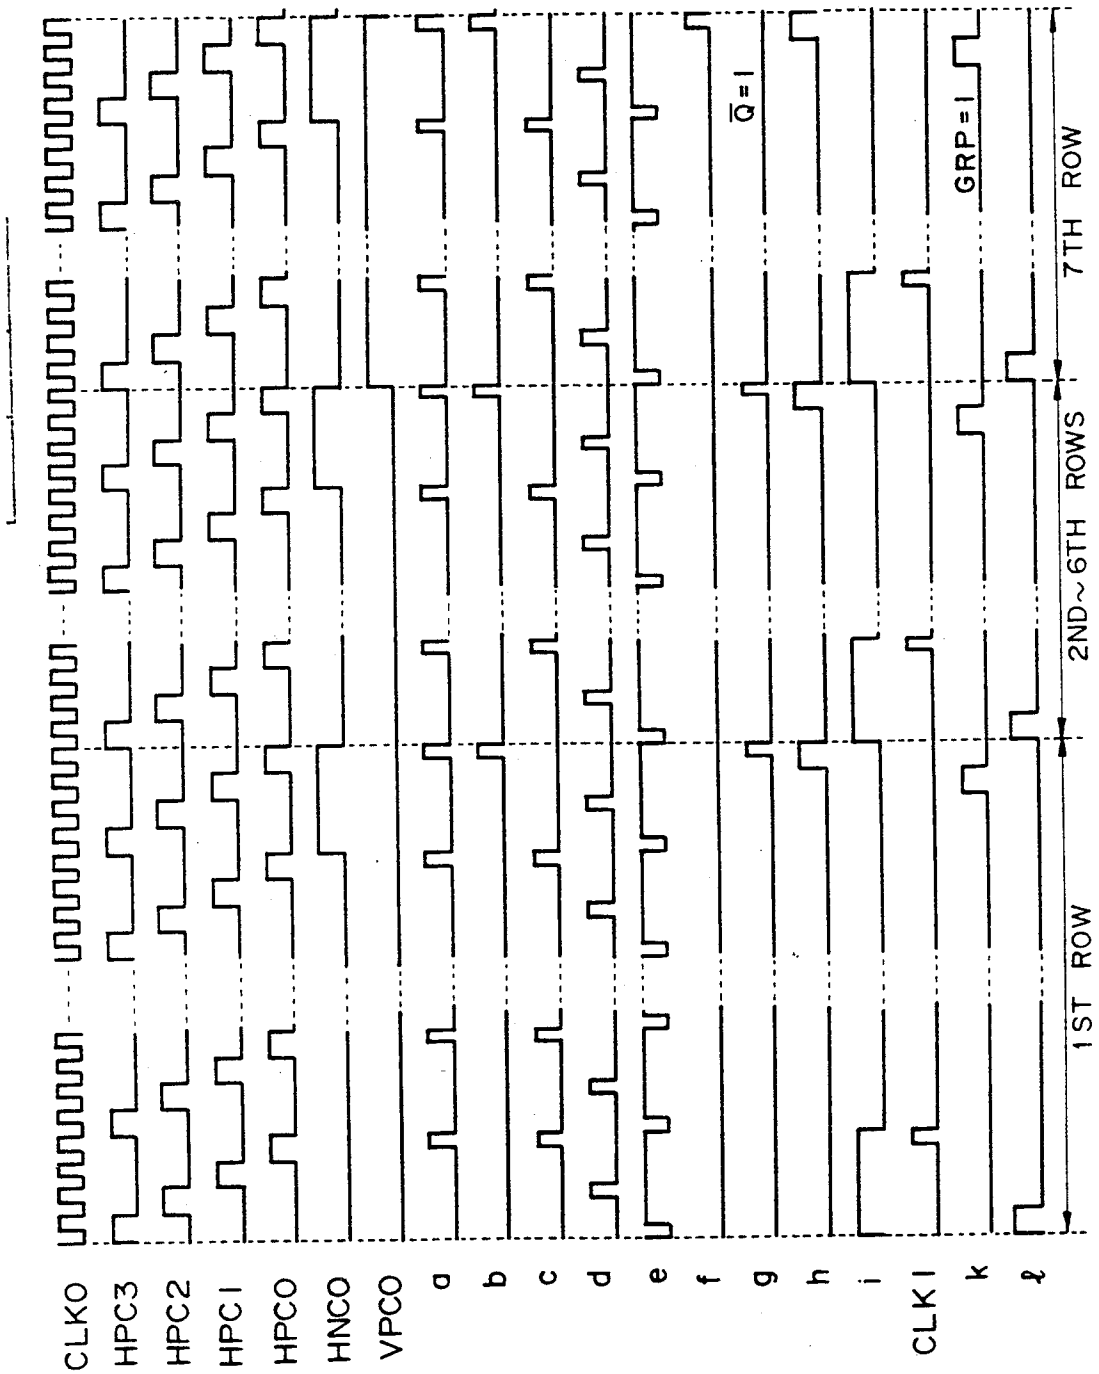 CLKO
HPC3
HPC2
HPC1
HPCO
HNCO
VPCO
a
b
c
d
e
f
g
h
i
CLK1
k
ℓ
Q̅=1
GRP=1
1ST ROW
2ND~6TH ROWS
7TH ROW